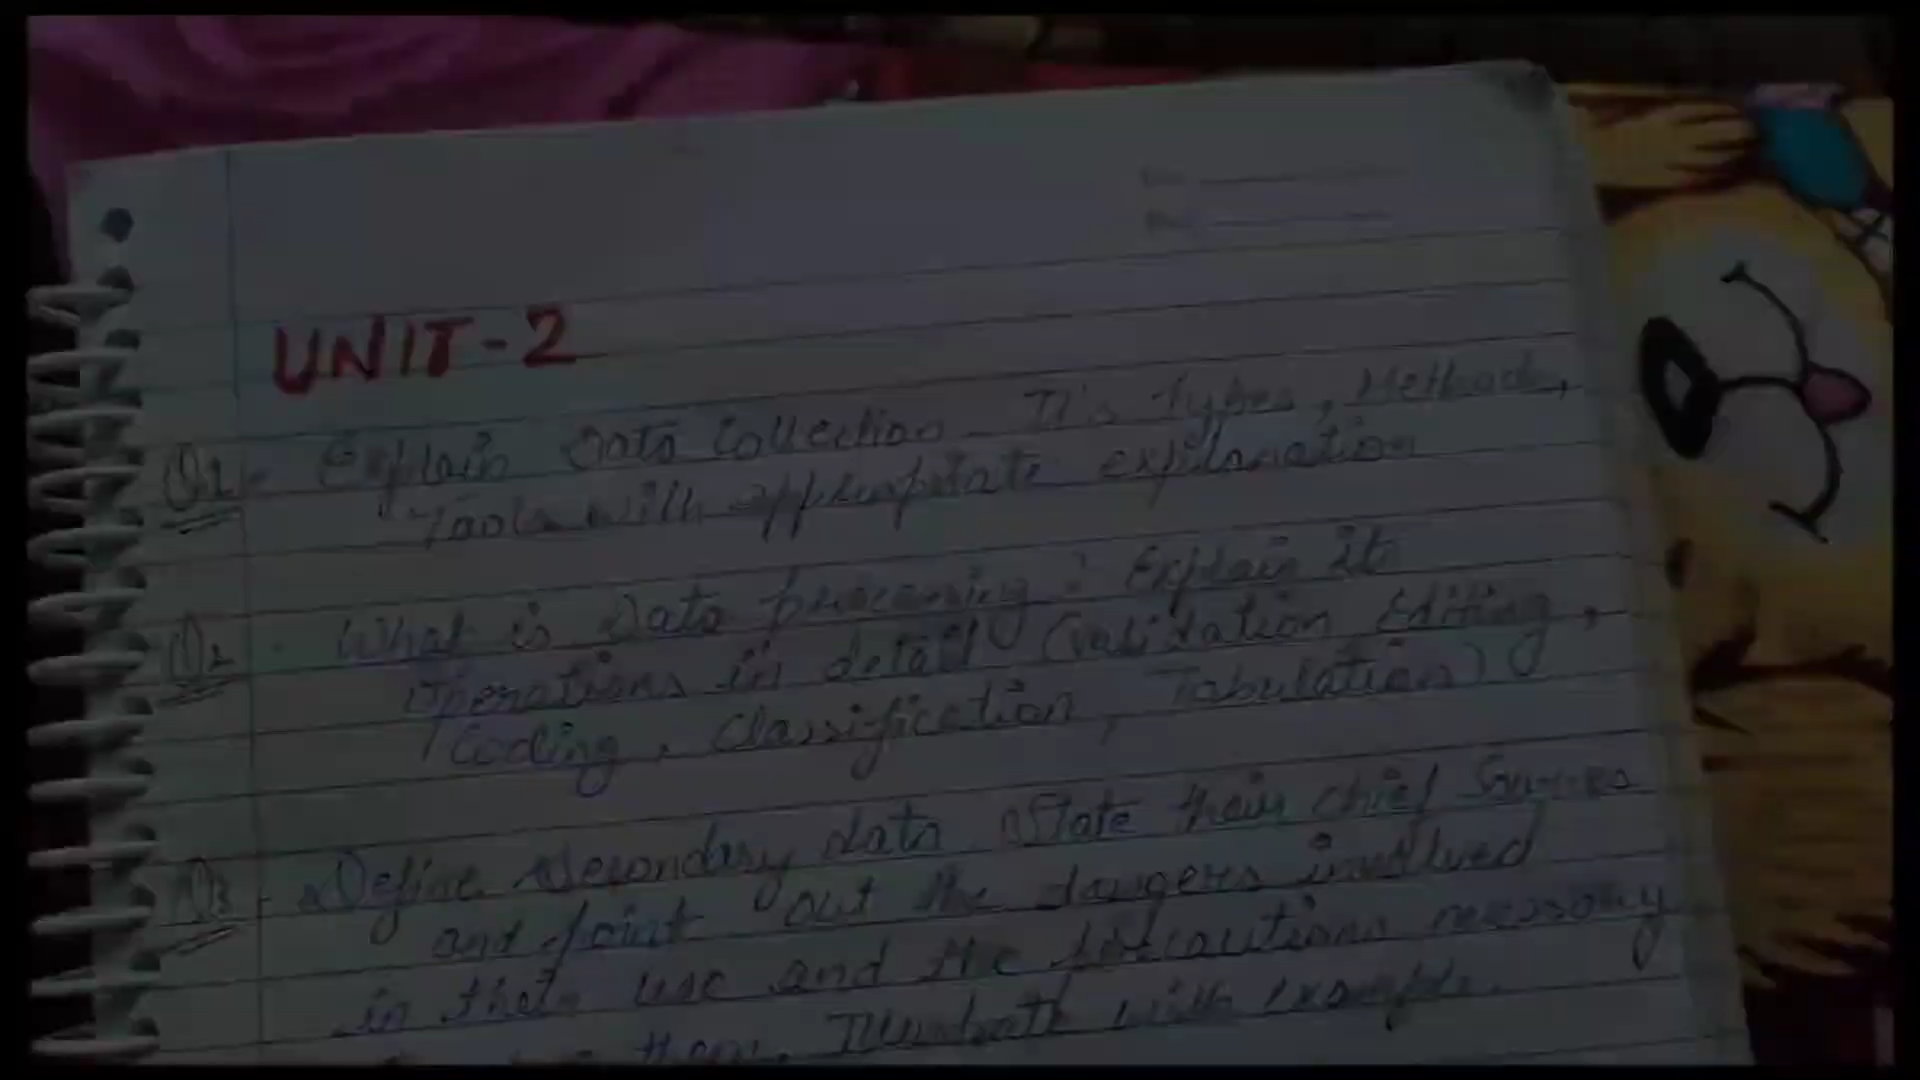 UNIT-2
Q1- Explain Data Collection It's Types, Methods,
Tools with appropriate explanation
Q2 - What is Data processing? Explain its
Operations in detail (validation Editing,
Coding, Classification, Tabulation)
Q3- Define Secondary data. State their chief Sources
and point out the dangers involved
in their use and the precautions necessary
them. Illustrate with example.